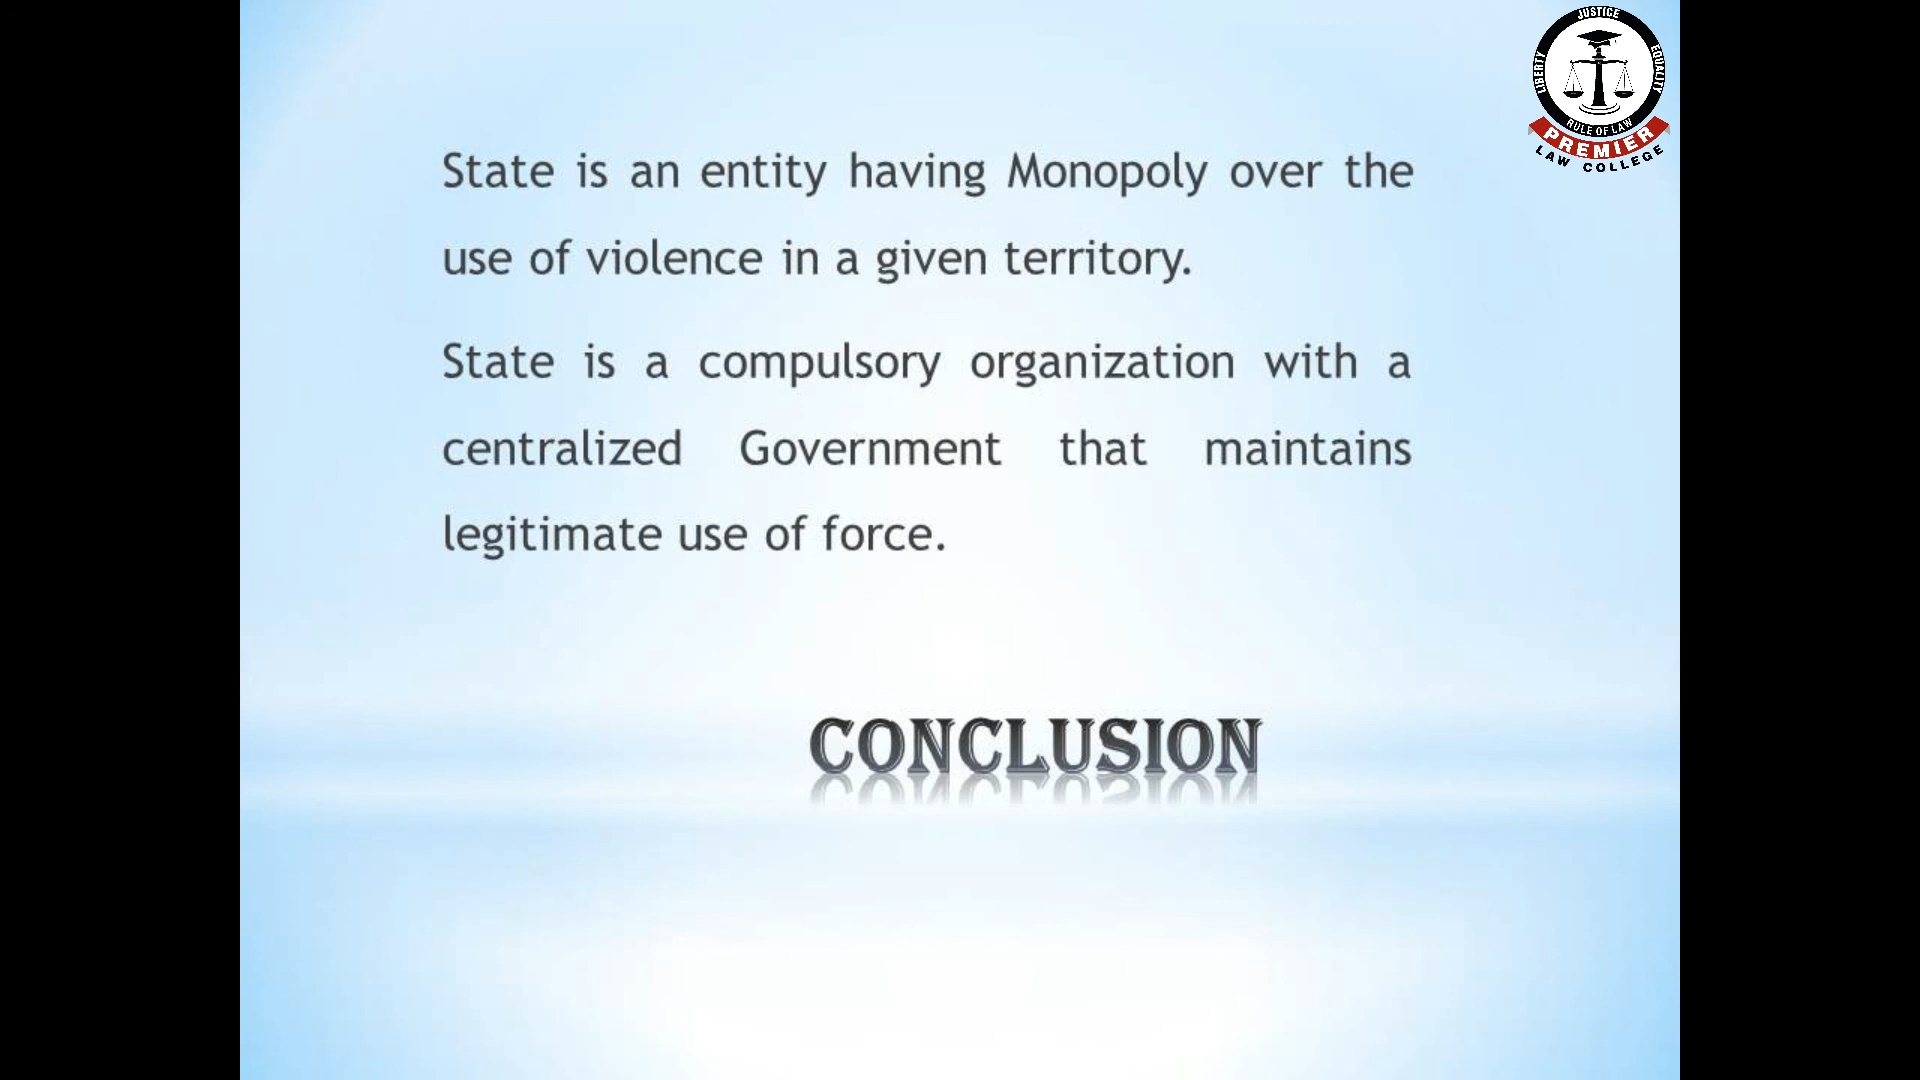 JUSTICE
LIBERTY
EQUALITY
RULE OF LAW
PREMIER
LAW COLLEGE
State is an entity having Monopoly over the
use of violence in a given territory.
State is a compulsory organization with a
centralized Government that maintains
legitimate use of force.
CONCLUSION